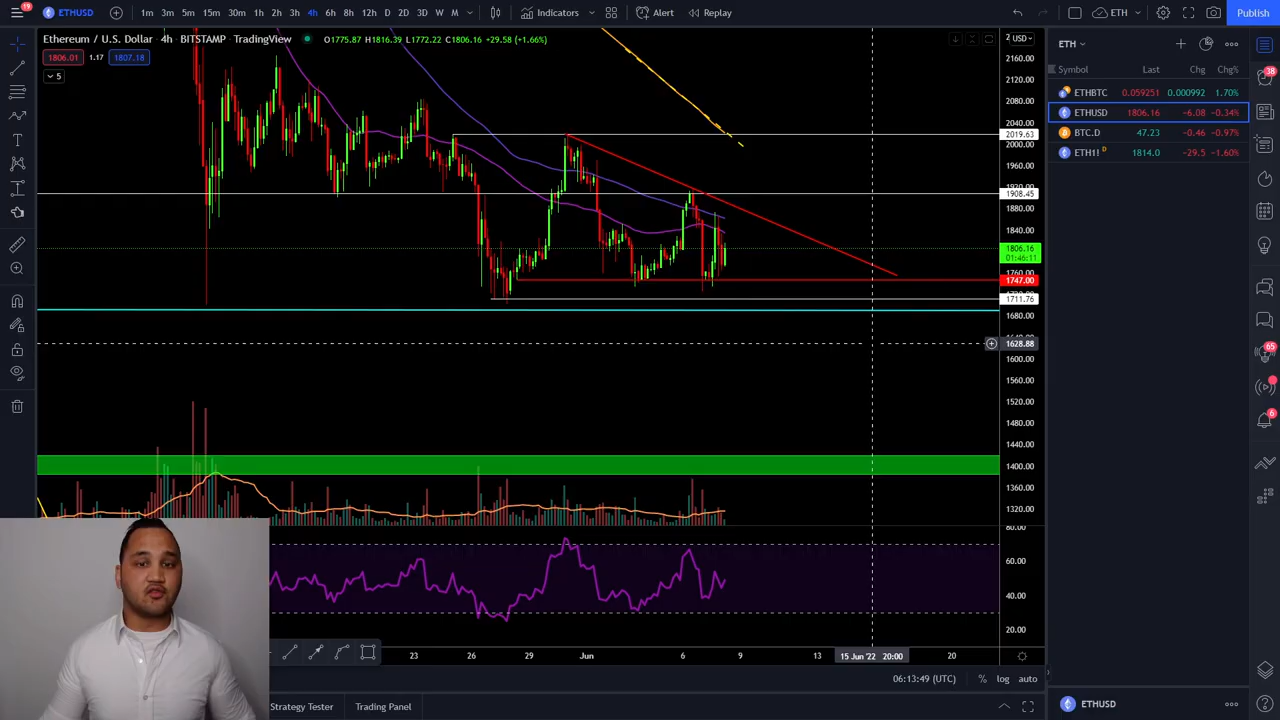 19
ETHUSD
1m 3m 5m 15m 30m 1h 2h 3h 4h 6h 8h 12h D 2D 3D W M
Indicators
Alert
Replay
ETH
Publish
Ethereum / U.S. Dollar · 4h · BITSTAMP · TradingView
O1775.87 H1816.39 L1772.22 C1806.16 +29.58 (+1.66%)
1806.01 1.17 1807.18
5
USD
2160.00
2120.00
2080.00
2040.00
2019.63
2000.00
1960.00
1908.45
1880.00
1840.00
1806.16
01:46:11
1747.00
1711.76
1680.00
1628.88
1600.00
1560.00
1520.00
1480.00
1440.00
1400.00
1360.00
1320.00
80.00
60.00
40.00
20.00
23 26 29 Jun 6 9 13 15 Jun '22 20:00 20
06:13:49 (UTC) % log auto
Strategy Tester
Trading Panel
ETH
Symbol Last Chg Chg%
ETHBTC 0.059251 0.000992 1.70%
ETHUSD 1806.16 -6.08 -0.34%
BTC.D 47.23 -0.46 -0.97%
ETH1! D 1814.0 -29.5 -1.60%
38
65
6
ETHUSD